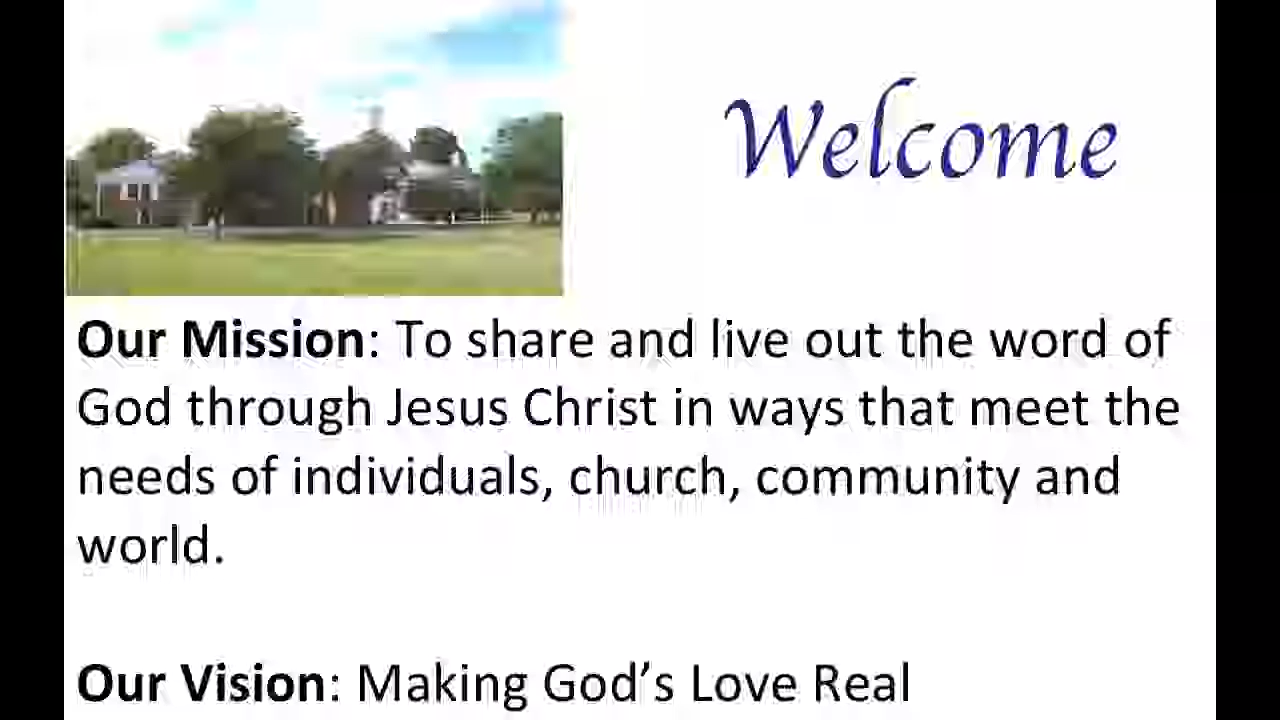 Welcome
Our Mission: To share and live out the word of
God through Jesus Christ in ways that meet the
needs of individuals, church, community and
world.
Our Vision: Making God’s Love Real